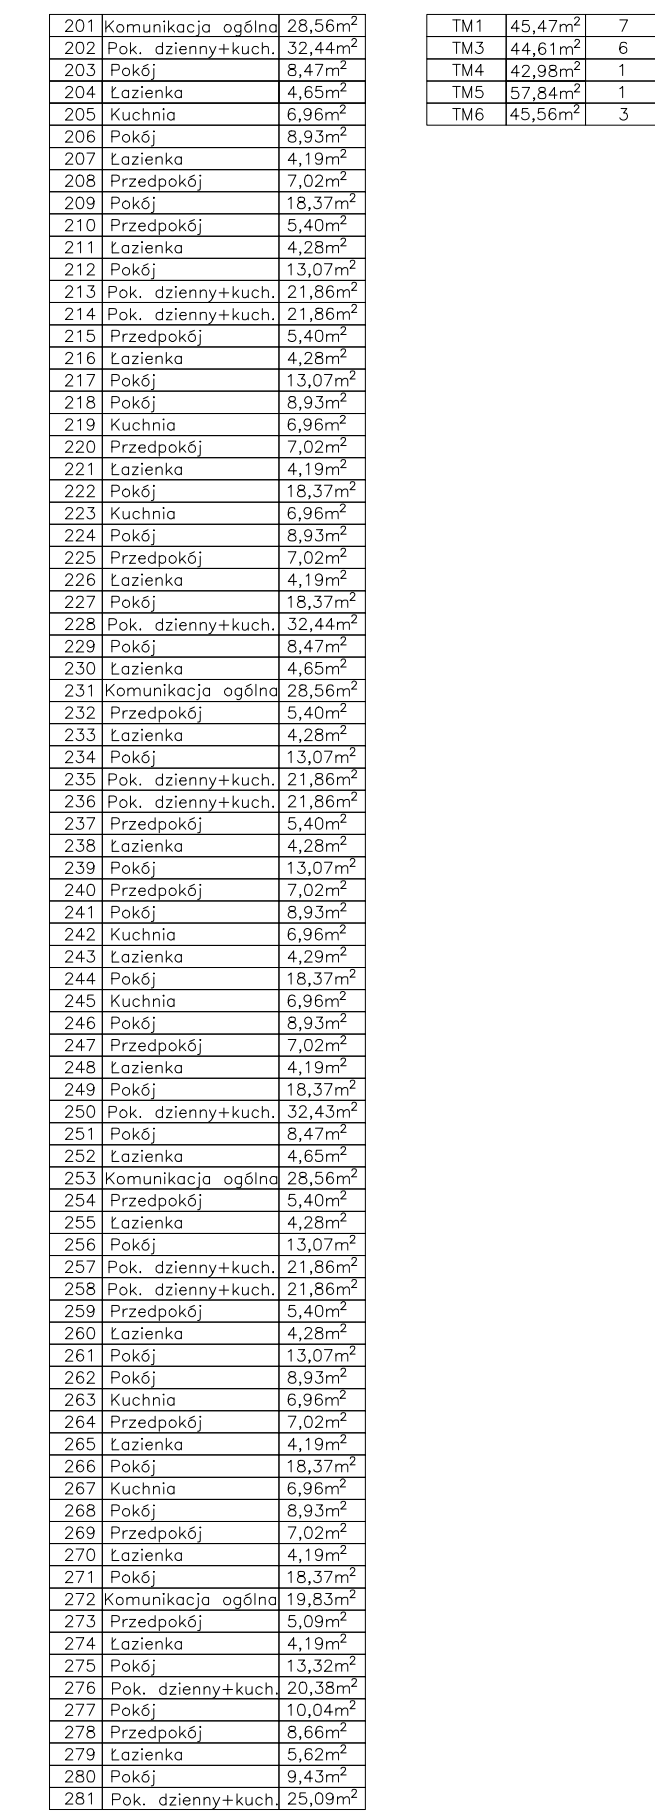 201 Komunikacja ogólna 28,56m²
202 Pok. dzienny+kuch. 32,44m²
203 Pokój 8,47m²
204 Łazienka 4,65m²
205 Kuchnia 6,96m²
206 Pokój 8,93m²
207 Łazienka 4,19m²
208 Przedpokój 7,02m²
209 Pokój 18,37m²
210 Przedpokój 5,40m²
211 Łazienka 4,28m²
212 Pokój 13,07m²
213 Pok. dzienny+kuch. 21,86m²
214 Pok. dzienny+kuch. 21,86m²
215 Przedpokój 5,40m²
216 Łazienka 4,28m²
217 Pokój 13,07m²
218 Pokój 8,93m²
219 Kuchnia 6,96m²
220 Przedpokój 7,02m²
221 Łazienka 4,19m²
222 Pokój 18,37m²
223 Kuchnia 6,96m²
224 Pokój 8,93m²
225 Przedpokój 7,02m²
226 Łazienka 4,19m²
227 Pokój 18,37m²
228 Pok. dzienny+kuch. 32,44m²
229 Pokój 8,47m²
230 Łazienka 4,65m²
231 Komunikacja ogólna 28,56m²
232 Przedpokój 5,40m²
233 Łazienka 4,28m²
234 Pokój 13,07m²
235 Pok. dzienny+kuch. 21,86m²
236 Pok. dzienny+kuch. 21,86m²
237 Przedpokój 5,40m²
238 Łazienka 4,28m²
239 Pokój 13,07m²
240 Przedpokój 7,02m²
241 Pokój 8,93m²
242 Kuchnia 6,96m²
243 Łazienka 4,29m²
244 Pokój 18,37m²
245 Kuchnia 6,96m²
246 Pokój 8,93m²
247 Przedpokój 7,02m²
248 Łazienka 4,19m²
249 Pokój 18,37m²
250 Pok. dzienny+kuch. 32,43m²
251 Pokój 8,47m²
252 Łazienka 4,65m²
253 Komunikacja ogólna 28,56m²
254 Przedpokój 5,40m²
255 Łazienka 4,28m²
256 Pokój 13,07m²
257 Pok. dzienny+kuch. 21,86m²
258 Pok. dzienny+kuch. 21,86m²
259 Przedpokój 5,40m²
260 Łazienka 4,28m²
261 Pokój 13,07m²
262 Pokój 8,93m²
263 Kuchnia 6,96m²
264 Przedpokój 7,02m²
265 Łazienka 4,19m²
266 Pokój 18,37m²
267 Kuchnia 6,96m²
268 Pokój 8,93m²
269 Przedpokój 7,02m²
270 Łazienka 4,19m²
271 Pokój 18,37m²
272 Komunikacja ogólna 19,83m²
273 Przedpokój 5,09m²
274 Łazienka 4,19m²
275 Pokój 13,32m²
276 Pok. dzienny+kuch. 20,38m²
277 Pokój 10,04m²
278 Przedpokój 8,66m²
279 Łazienka 5,62m²
280 Pokój 9,43m²
281 Pok. dzienny+kuch. 25,09m²
TM1 45,47m² 7
TM3 44,61m² 6
TM4 42,98m² 1
TM5 57,84m² 1
TM6 45,56m² 3